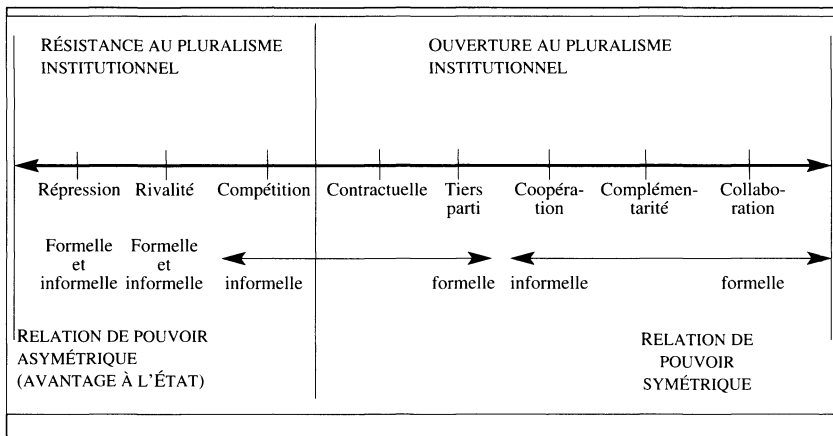 RÉSISTANCE AU PLURALISME
INSTITUTIONNEL
OUVERTURE AU PLURALISME
INSTITUTIONNEL
Répression Rivalité Compétition Contractuelle Tiers parti Coopéra-tion Complémen-tarité Collabo-ration
Formelle et informelle Formelle et informelle informelle formelle informelle formelle
RELATION DE POUVOIR
ASYMÉTRIQUE
(AVANTAGE À L'ÉTAT)
RELATION DE
POUVOIR
SYMÉTRIQUE